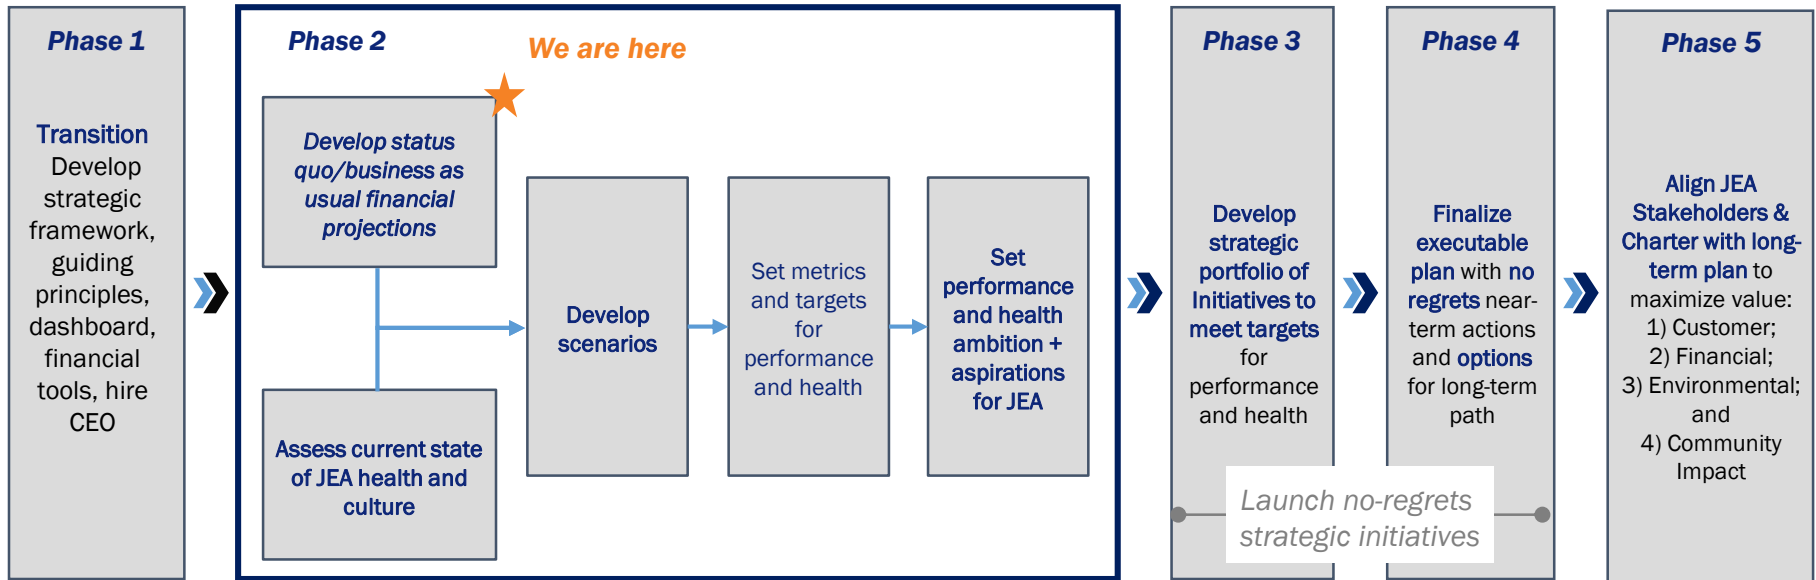 Phase 1
Transition
Develop
strategic
framework,
guiding
principles,
dashboard,
financial
tools, hire
CEO
Phase 2
We are here
Develop status
quo/business as
usual financial
projections
Assess current state
of JEA health and
culture
Develop
scenarios
Set metrics
and targets
for
performance
and health
Set
performance
and health
ambition +
aspirations
for JEA
Phase 3
Develop
strategic
portfolio of
Initiatives to
meet targets
for
performance
and health
Phase 4
Finalize
executable
plan with no
regrets near-
term actions
and options
for long-term
path
Launch no-regrets
strategic initiatives
Phase 5
Align JEA
Stakeholders &
Charter with long-
term plan to
maximize value:
1) Customer;
2) Financial;
3) Environmental;
and
4) Community
Impact